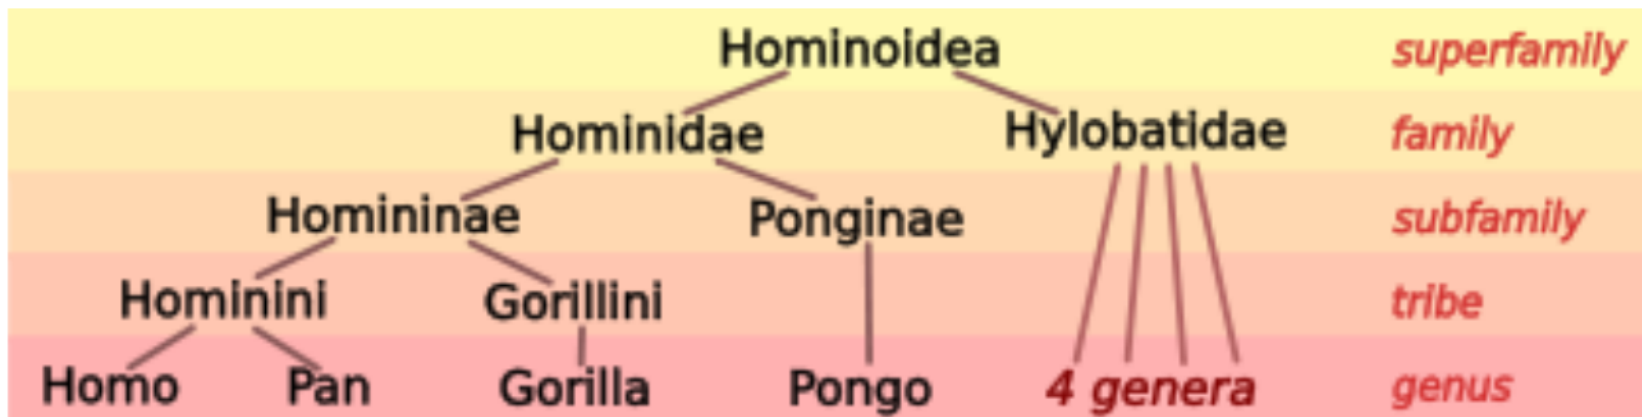 Hominoidea superfamily
Hominidae Hylobatidae family
Homininae Ponginae subfamily
Hominini Gorillini tribe
Homo Pan Gorilla Pongo 4 genera genus